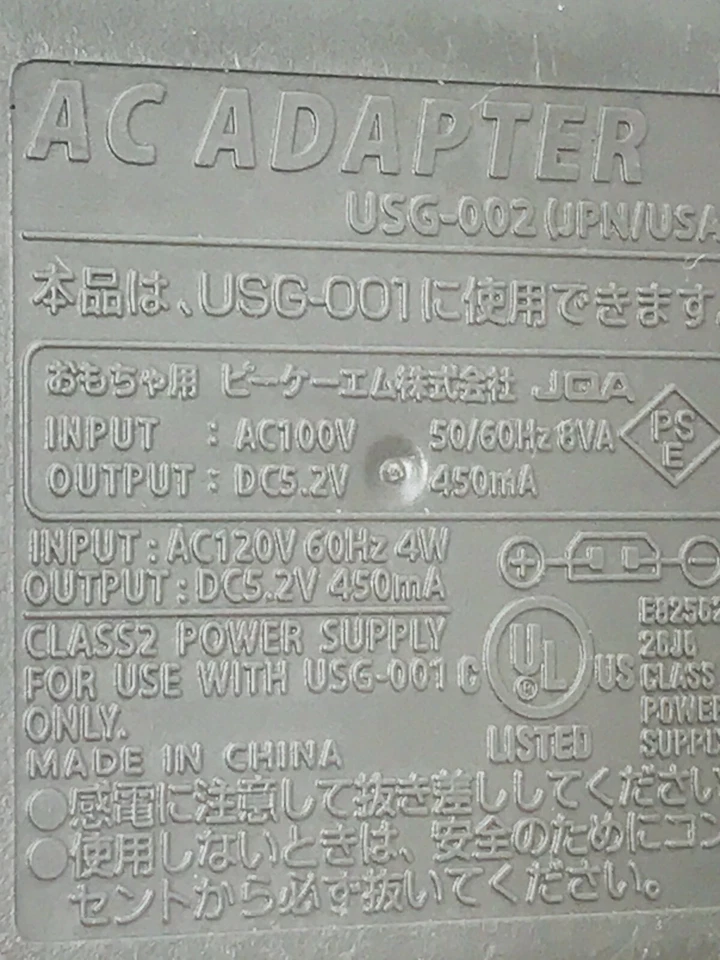 AC ADAPTER
USG-002 (JPN/USA
本品は、USG-001に使用できます
おもちゃ用 ピーケーエム株式会社 JQA
INPUT : AC100V 50/60Hz 8VA
PS
E
OUTPUT : DC5.2V 450mA
INPUT : AC120V 60Hz 4W
OUTPUT : DC5.2V 450mA
CLASS2 POWER SUPPLY
FOR USE WITH USG-001
ONLY.
MADE IN CHINA
C UL US
LISTED
CLASS
POWER
SUPPLY
●感電に注意して抜き差ししてください
●使用しないときは、安全のためにコン
セントから必ず抜いてください。